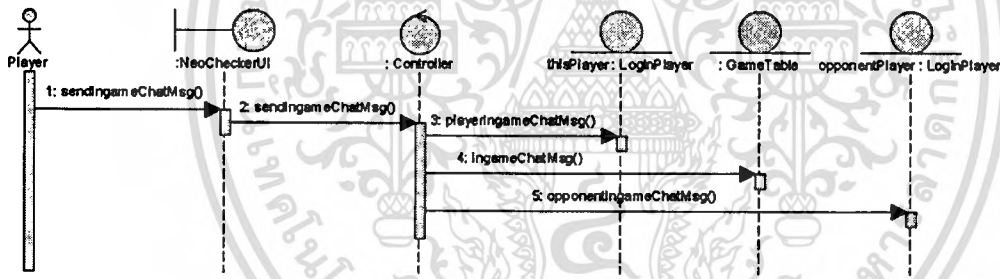 Player
:NeoCheckerUI
: Controller
thisPlayer : LoginPlayer
: GameTable
opponentPlayer : LoginPlayer
1: sendIngameChatMsg()
2: sendIngameChatMsg()
3: playerIngameChatMsg()
4: ingameChatMsg()
5: opponentIngameChatMsg()